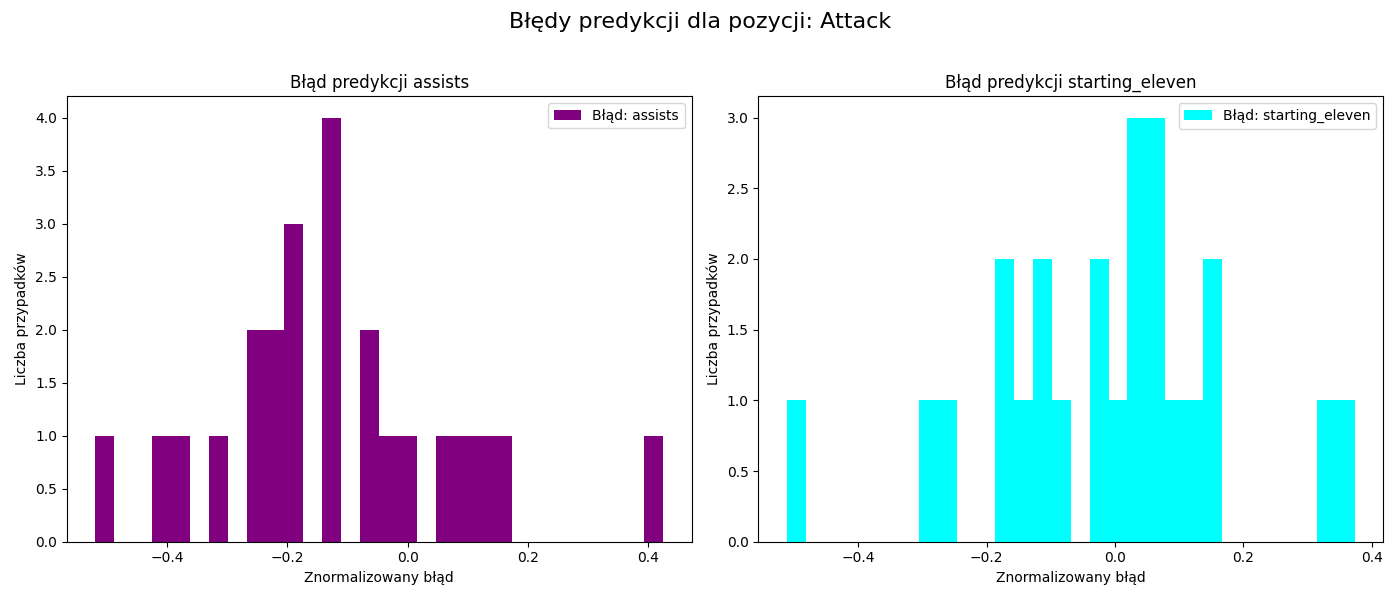 Błędy predykcji dla pozycji: Attack
Błąd predykcji assists
Błąd: assists
4.0
3.5
3.0
2.5
2.0
1.5
1.0
0.5
0.0
Liczba przypadków
−0.4
−0.2
0.0
0.2
0.4
Znormalizowany błąd
Błąd predykcji starting_eleven
Błąd: starting_eleven
3.0
2.5
2.0
1.5
1.0
0.5
0.0
Liczba przypadków
−0.4
−0.2
0.0
0.2
0.4
Znormalizowany błąd